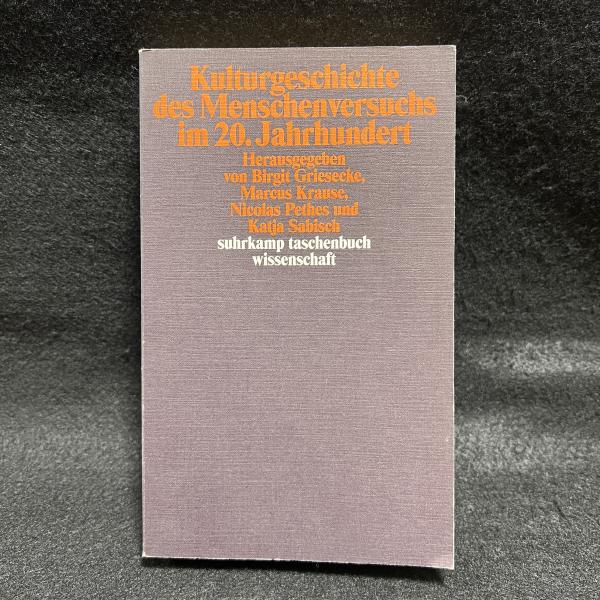 Kulturgeschichte
des Menschenversuchs
im 20. Jahrhundert
Herausgegeben
von Birgit Griesecke,
Marcus Krause,
Nicolas Pethes und
Katja Sabisch
suhrkamp taschenbuch
wissenschaft